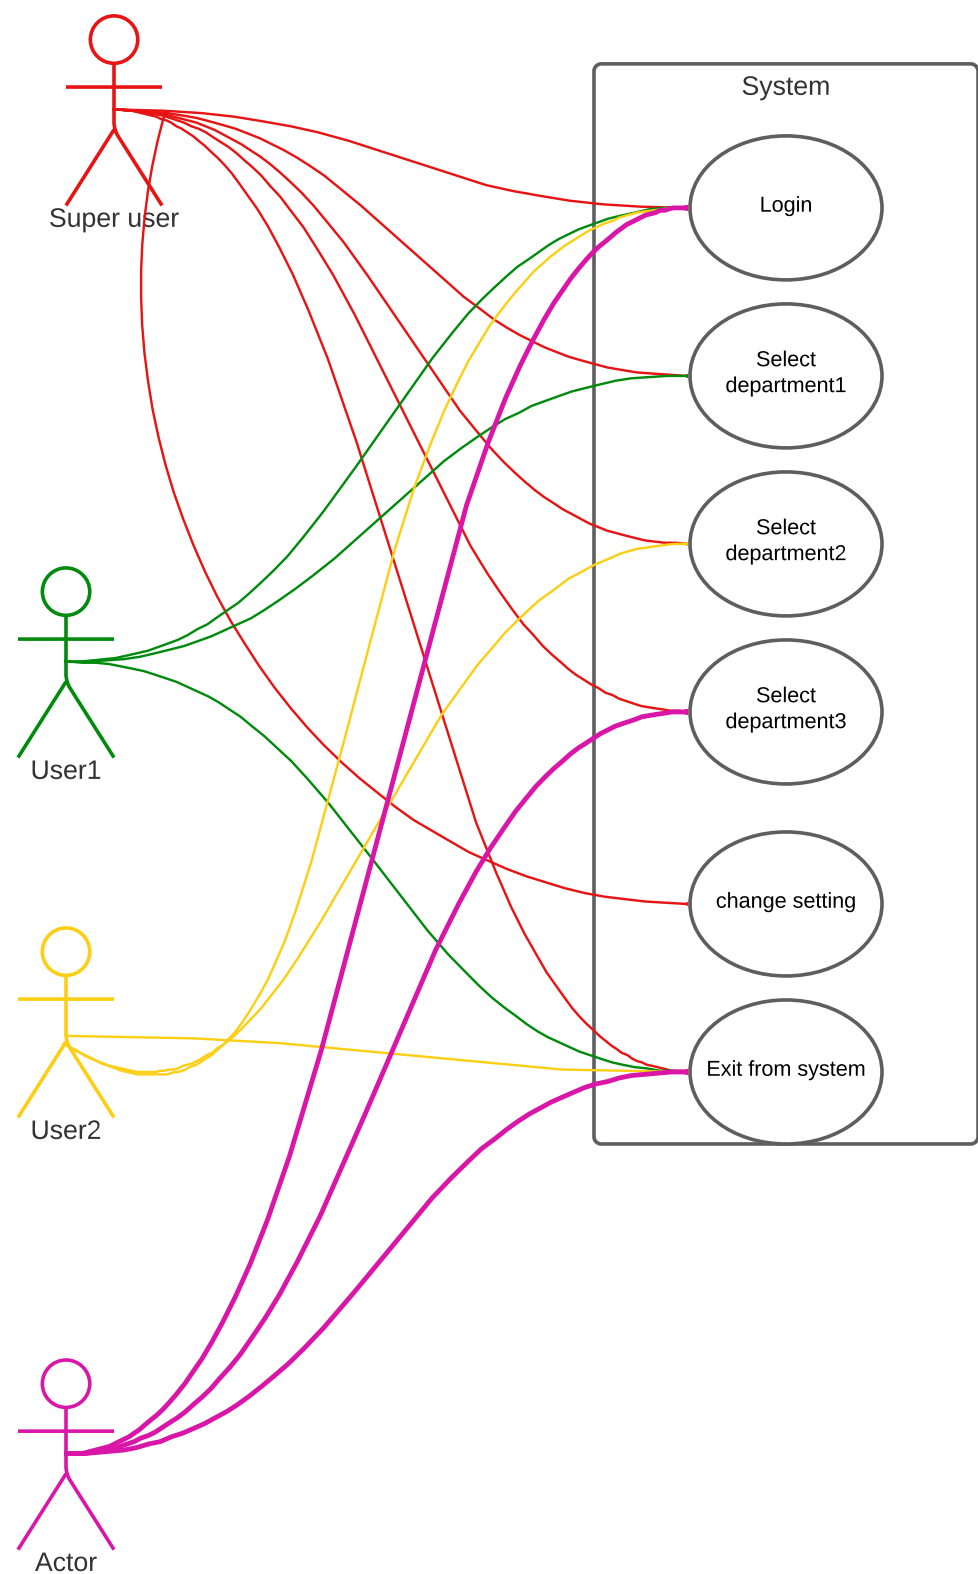 System
Login
Select
department1
Select
department2
Select
department3
change setting
Exit from system
Super user
User1
User2
Actor